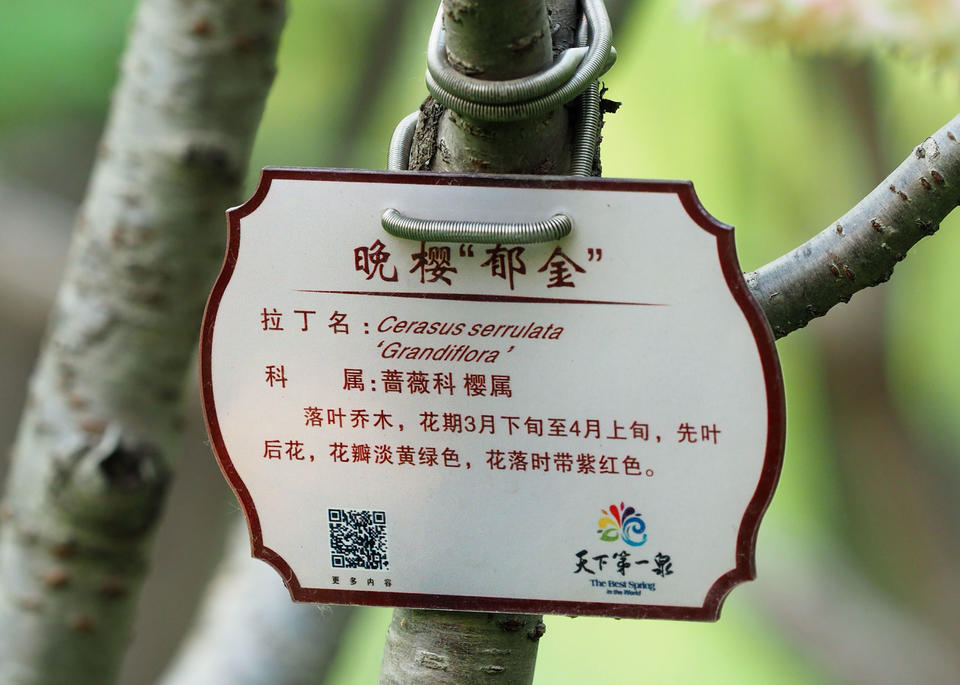 晚樱“郁金”
拉丁名：Cerasus serrulata
‘Grandiflora’
科 属：蔷薇科 樱属
落叶乔木，花期3月下旬至4月上旬，先叶
后花，花瓣淡黄绿色，花落时带紫红色。
更多内容
天下第一泉
The Best Spring
in the World